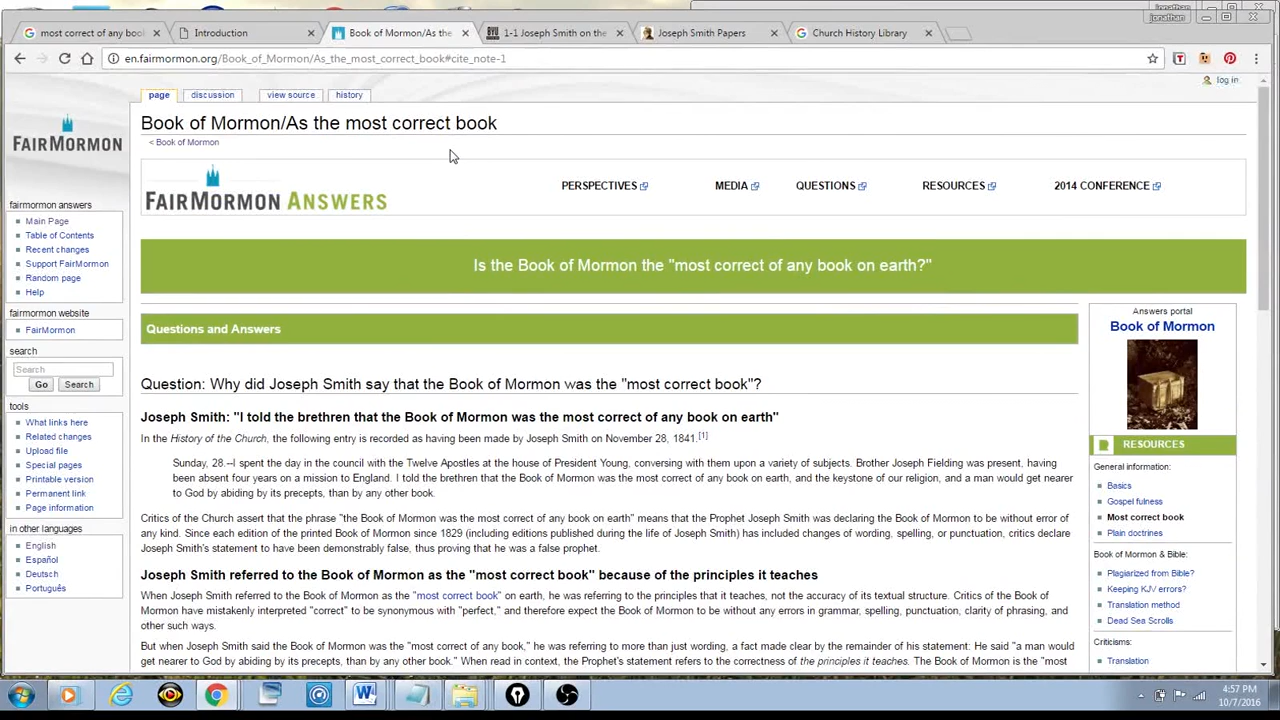 jonathan
jonathan
most correct of any boo
Introduction
Book of Mormon/As the
1-1 Joseph Smith on the
Joseph Smith Papers
Church History Library
en.fairmormon.org/Book_of_Mormon/As_the_most_correct_book#cite_note-1
log in
page
discussion
view source
history
FAIRMORMON
Book of Mormon/As the most correct book
< Book of Mormon
FAIRMORMON ANSWERS
PERSPECTIVES
MEDIA
QUESTIONS
RESOURCES
2014 CONFERENCE
fairmormon answers
Main Page
Table of Contents
Recent changes
Support FairMormon
Random page
Help
fairmormon website
FairMormon
search
Search
Go
Search
tools
What links here
Related changes
Upload file
Special pages
Printable version
Permanent link
Page information
in other languages
English
Español
Deutsch
Português
Is the Book of Mormon the "most correct of any book on earth?"
Questions and Answers
Question: Why did Joseph Smith say that the Book of Mormon was the "most correct book"?
Joseph Smith: "I told the brethren that the Book of Mormon was the most correct of any book on earth"
In the History of the Church, the following entry is recorded as having been made by Joseph Smith on November 28, 1841.[1]
Sunday, 28.--I spent the day in the council with the Twelve Apostles at the house of President Young, conversing with them upon a variety of subjects. Brother Joseph Fielding was present, having
been absent four years on a mission to England. I told the brethren that the Book of Mormon was the most correct of any book on earth, and the keystone of our religion, and a man would get nearer
to God by abiding by its precepts, than by any other book.
Critics of the Church assert that the phrase "the Book of Mormon was the most correct of any book on earth" means that the Prophet Joseph Smith was declaring the Book of Mormon to be without error of
any kind. Since each edition of the printed Book of Mormon since 1829 (including editions published during the life of Joseph Smith) has included changes of wording, spelling, or punctuation, critics declare
Joseph Smith's statement to have been demonstrably false, thus proving that he was a false prophet.
Joseph Smith referred to the Book of Mormon as the "most correct book" because of the principles it teaches
When Joseph Smith referred to the Book of Mormon as the "most correct book" on earth, he was referring to the principles that it teaches, not the accuracy of its textual structure. Critics of the Book of
Mormon have mistakenly interpreted "correct" to be synonymous with "perfect," and therefore expect the Book of Mormon to be without any errors in grammar, spelling, punctuation, clarity of phrasing, and
other such ways.
But when Joseph Smith said the Book of Mormon was the "most correct of any book," he was referring to more than just wording, a fact made clear by the remainder of his statement: He said "a man would
get nearer to God by abiding by its precepts, than by any other book." When read in context, the Prophet's statement refers to the correctness of the principles it teaches. The Book of Mormon is the "most
Answers portal
Book of Mormon
RESOURCES
General information:
Basics
Gospel fulness
Most correct book
Plain doctrines
Book of Mormon & Bible:
Plagiarized from Bible?
Keeping KJV errors?
Translation method
Dead Sea Scrolls
Criticisms:
Translation
4:57 PM
10/7/2016